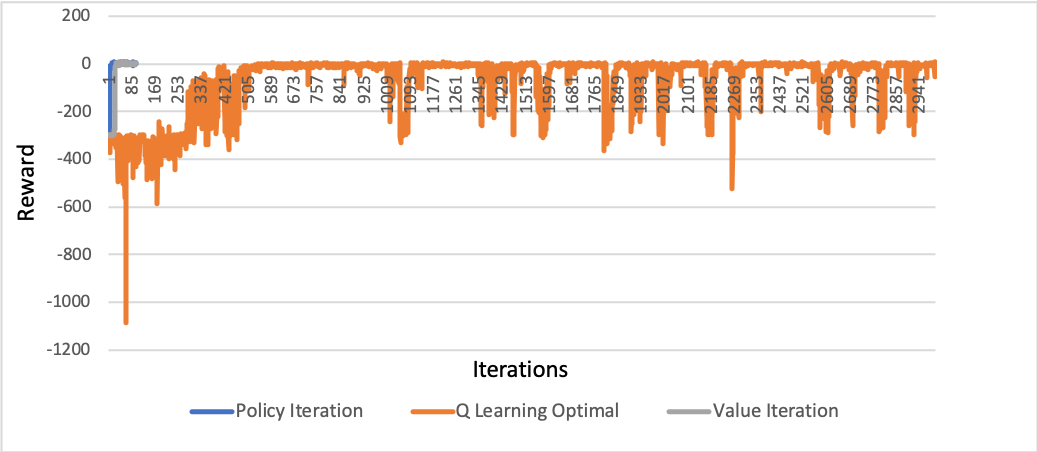 200
0
-200
-400
-600
-800
-1000
-1200
Reward
1 85 169 253 337 421 505 589 673 757 841 925 1009 1093 1177 1261 1345 1429 1513 1597 1681 1765 1849 1933 2017 2101 2185 2269 2353 2437 2521 2605 2689 2773 2857 2941
Iterations
Policy Iteration Q Learning Optimal Value Iteration